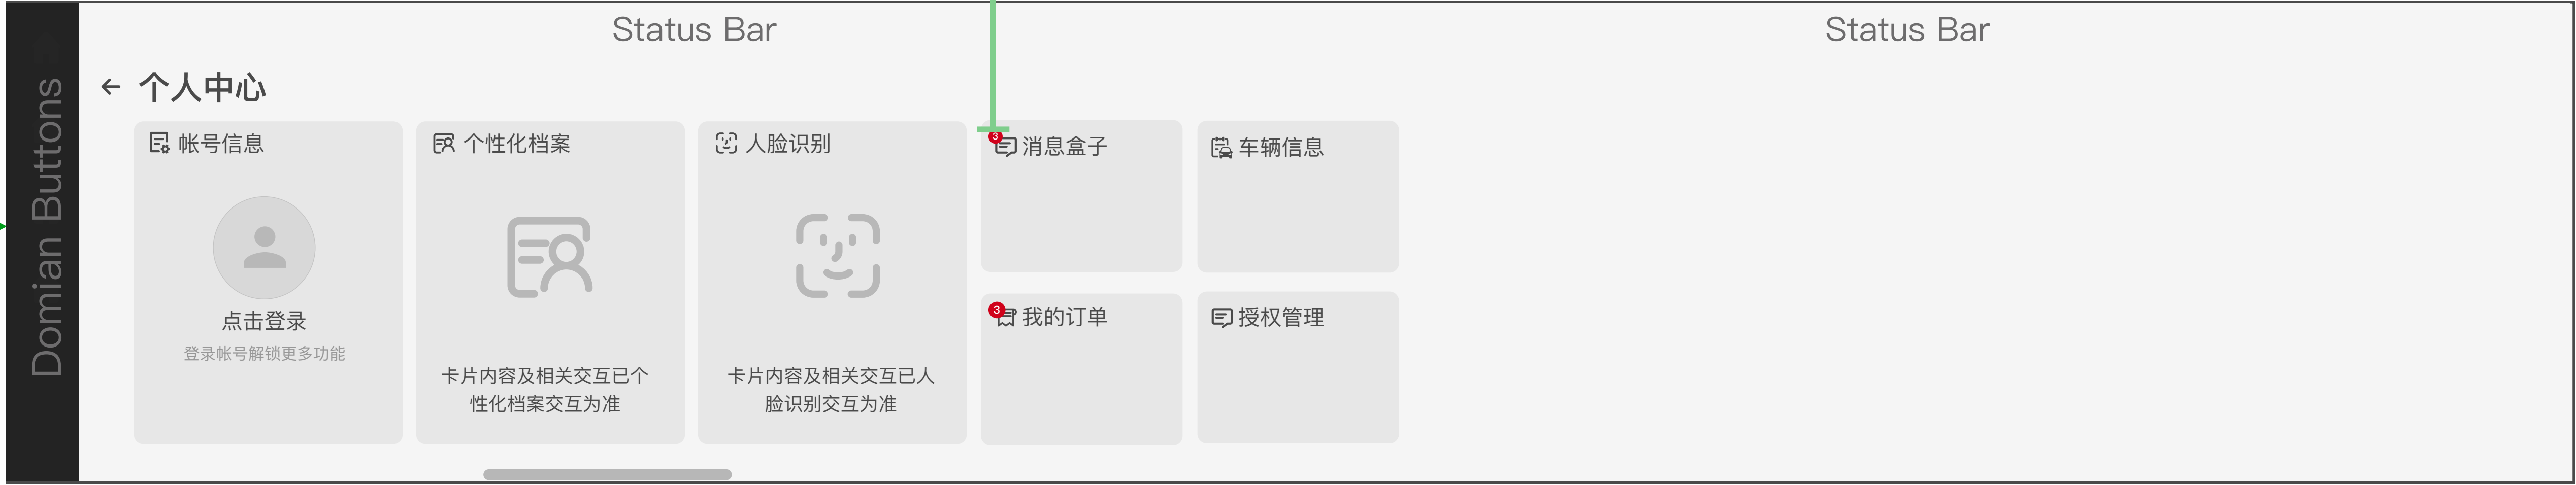 Status Bar
Status Bar
Domian Buttons
个人中心
帐号信息
个性化档案
人脸识别
3
消息盒子
车辆信息
点击登录
登录帐号解锁更多功能
卡片内容及相关交互已个
性化档案交互为准
卡片内容及相关交互已人
脸识别交互为准
3
我的订单
授权管理